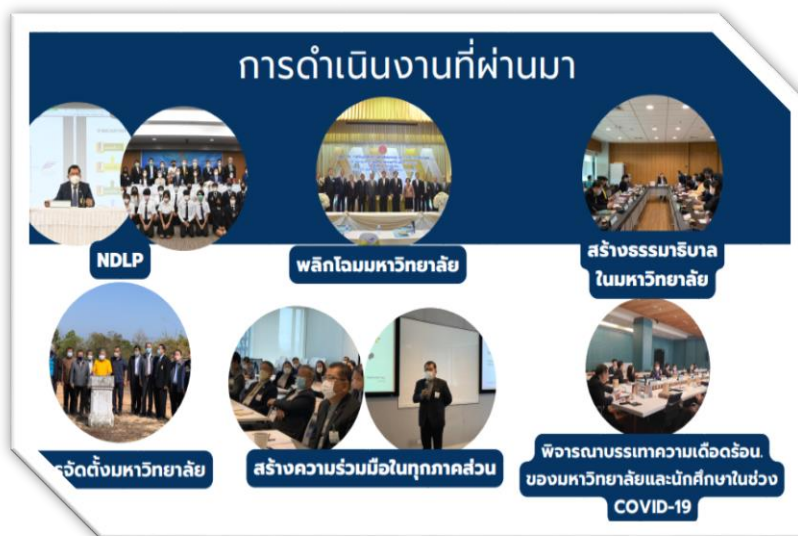 การดำเนินงานที่ผ่านมา
NDLP
พลิกโฉมมหาวิทยาลัย
สร้างธรรมาธิบาล
ในมหาวิทยาลัย
จัดตั้งมหาวิทยาลัย
สร้างความร่วมมือในทุกภาคส่วน
พิจารณาบรรเทาความเดือดร้อน.
ของมหาวิทยาลัยและนักศึกษาในช่วง
COVID-19